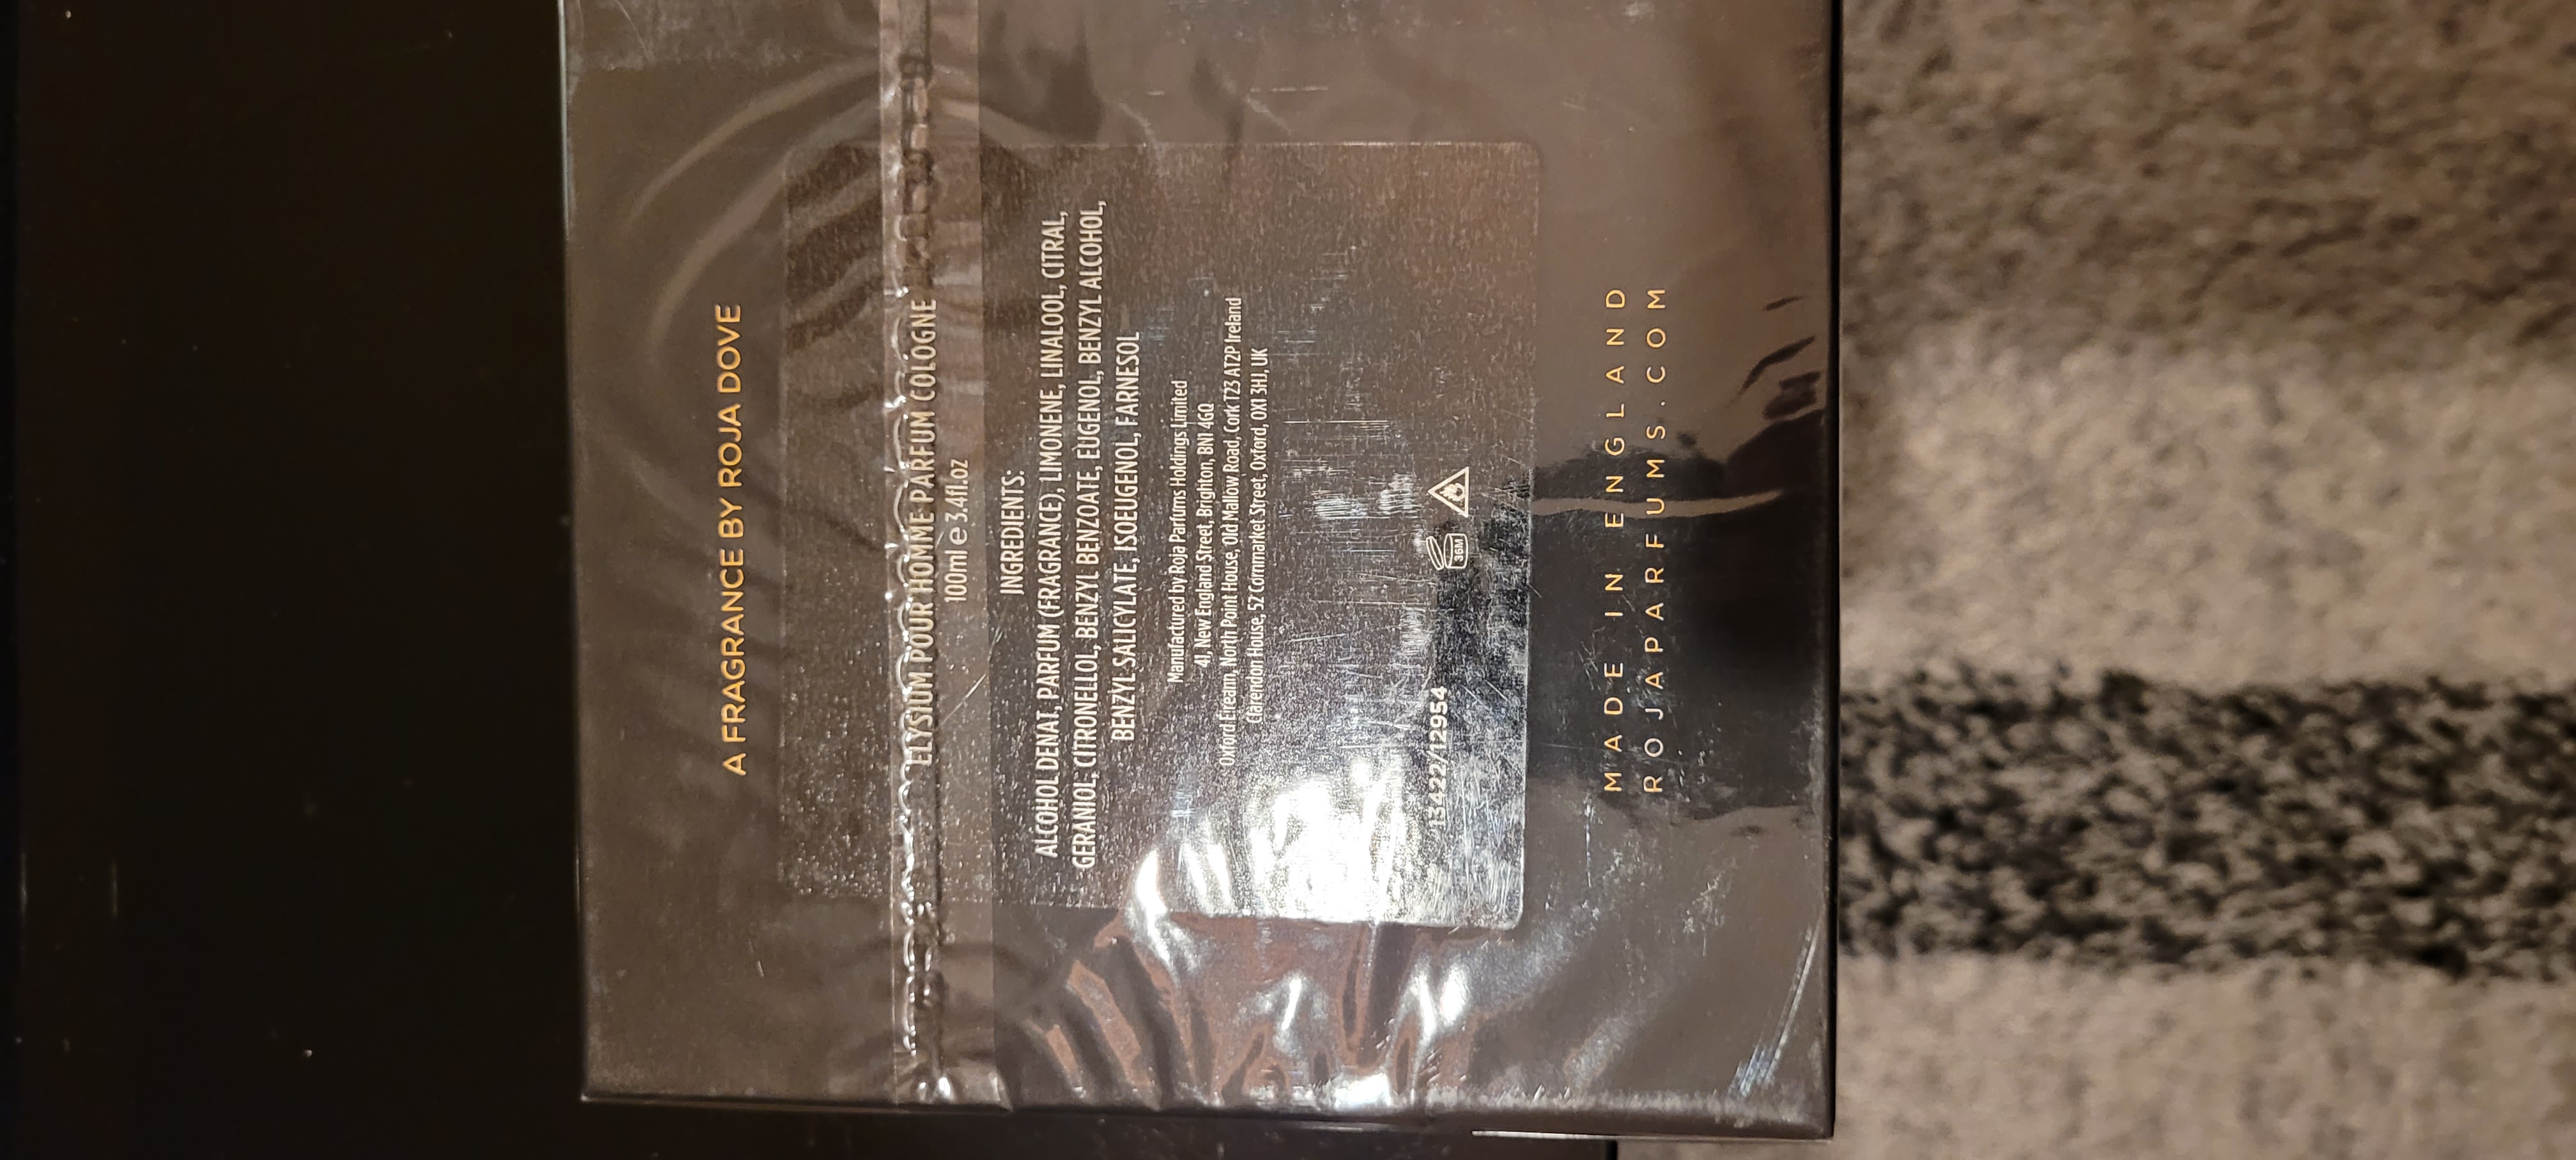 A FRAGRANCE BY ROJA DOVE
ELYSIUM POUR HOMME PARFUM COLOGNE
100ml e 3.4fl.oz
INGREDIENTS:
ALCOHOL DENAT, PARFUM (FRAGRANCE), LIMONENE, LINALOOL, CITRAL,
GERANIOL, CITRONELLOL, BENZYL BENZOATE, EUGENOL, BENZYL ALCOHOL,
BENZYL SALICYLATE, ISOEUGENOL, FARNESOL
Manufactured by Roja Parfums Holdings Limited
41, New England Street, Brighton, BN1 4GQ
Oxford Eireann, North Point House, Old Mallow Road, Cork T23 AT2P Ireland
Clarendon House, 52 Cornmarket Street, Oxford, OX1 3HJ, UK
13422/12954
36M
MADE IN ENGLAND
ROJAPARFUMS.COM